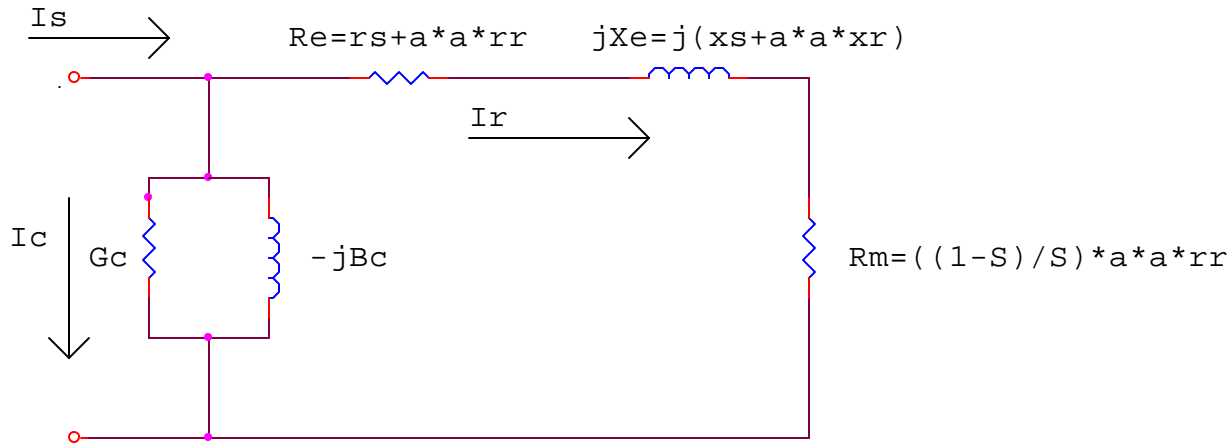 Is
Re=rs+a*a*rr
jXe=j(xs+a*a*xr)
Ir
Ic
Gc
-jBc
Rm=((1-S)/S)*a*a*rr